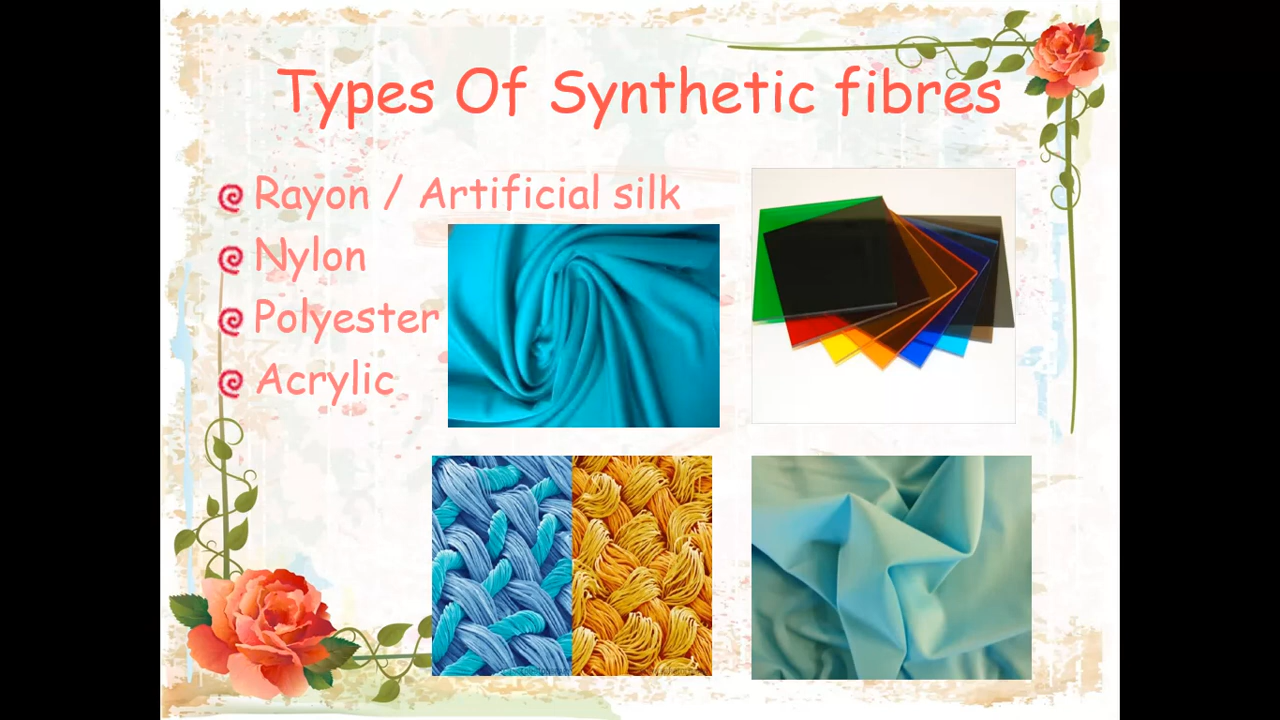 Types Of Synthetic fibres
Rayon / Artificial silk
Nylon
Polyester
Acrylic